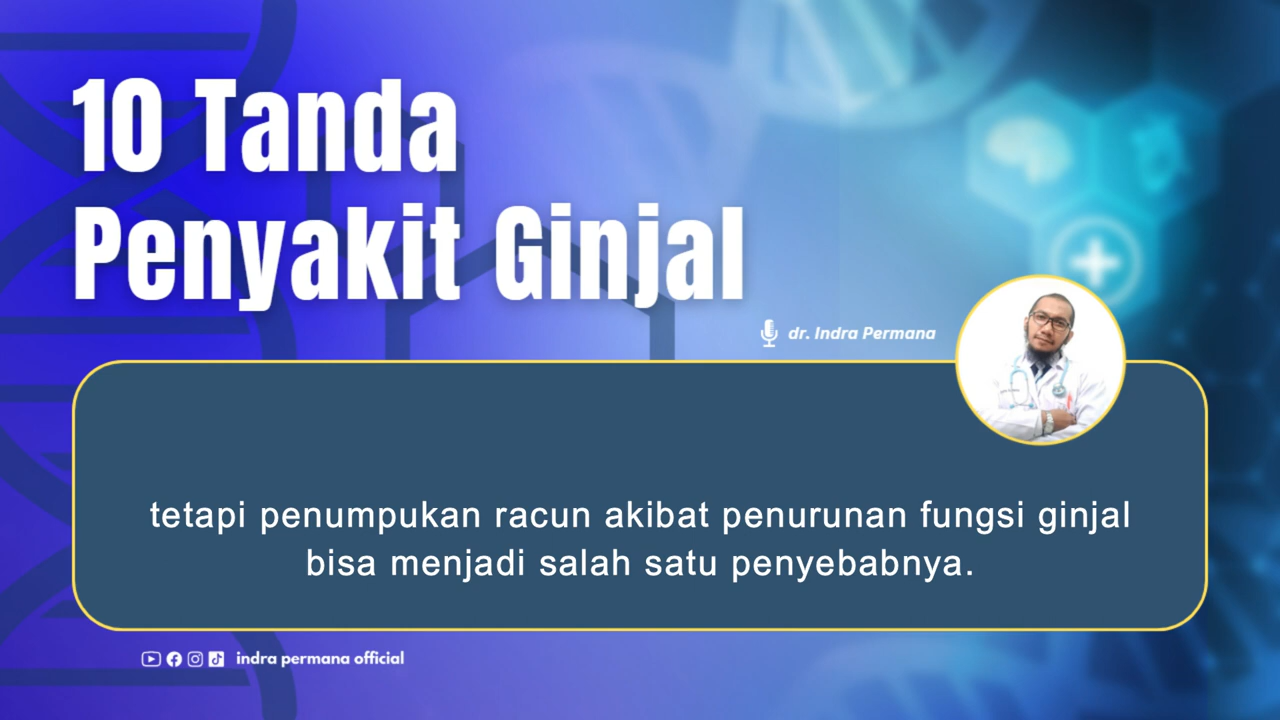 10 Tanda
Penyakit Ginjal
dr. Indra Permana
tetapi penumpukan racun akibat penurunan fungsi ginjal
bisa menjadi salah satu penyebabnya.
indra permana official